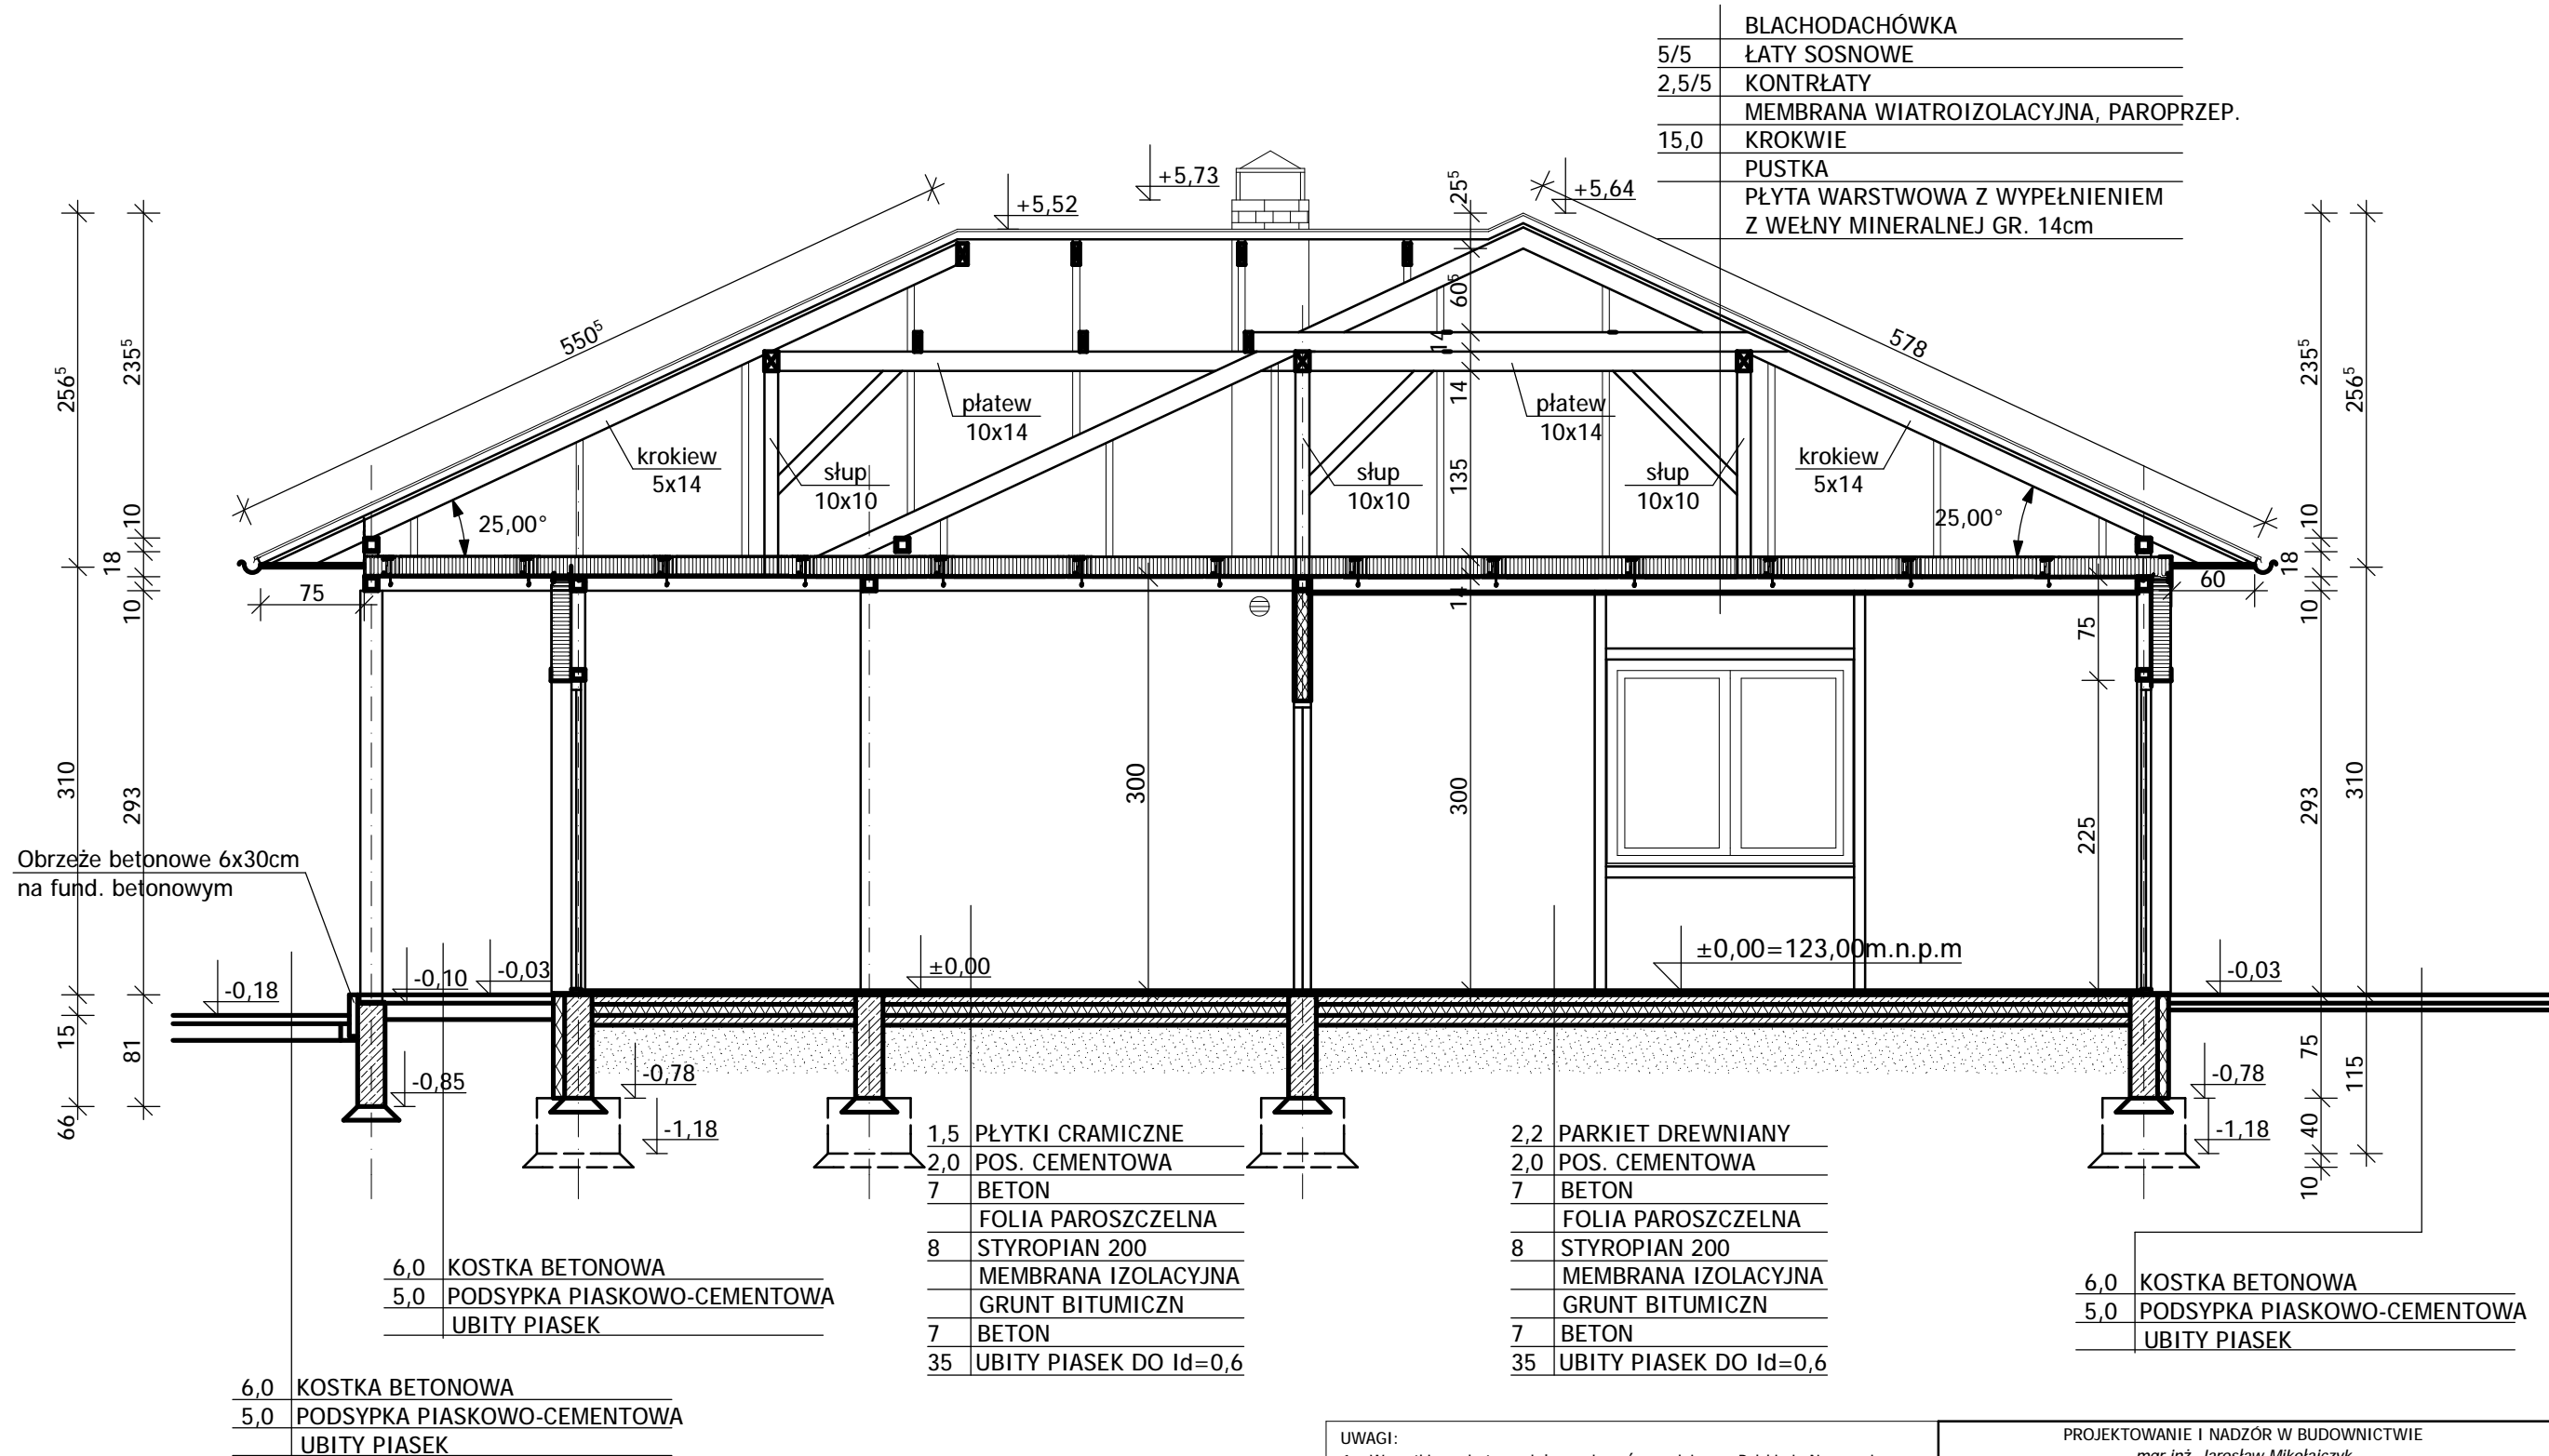 BLACHODACHÓWKA
5/5 ŁATY SOSNOWE
2,5/5 KONTRŁATY
MEMBRANA WIATROIZOLACYJNA, PAROPRZEP.
15,0 KROKWIE
PUSTKA
PŁYTA WARSTWOWA Z WYPEŁNIENIEM
Z WEŁNY MINERALNEJ GR. 14cm
+5,73
+5,52
+5,64
25⁵
550⁵
578
60⁵
14
14
135
14
300
300
256⁵
235⁵
10
18
10
310
293
15
81
66
235⁵
256⁵
10
18
10
293
310
75
115
40
10
75
60
75
225
płatew
10x14
płatew
10x14
krokiew
5x14
słup
10x10
słup
10x10
słup
10x10
krokiew
5x14
25,00°
25,00°
Obrzeże betonowe 6x30cm
na fund. betonowym
-0,18
-0,10
-0,03
±0,00
±0,00=123,00m.n.p.m
-0,03
-0,85
-0,78
-1,18
-0,78
-1,18
1,5 PŁYTKI CRAMICZNE
2,0 POS. CEMENTOWA
7 BETON
FOLIA PAROSZCZELNA
8 STYROPIAN 200
MEMBRANA IZOLACYJNA
GRUNT BITUMICZN
7 BETON
35 UBITY PIASEK DO Id=0,6
2,2 PARKIET DREWNIANY
2,0 POS. CEMENTOWA
7 BETON
FOLIA PAROSZCZELNA
8 STYROPIAN 200
MEMBRANA IZOLACYJNA
GRUNT BITUMICZN
7 BETON
35 UBITY PIASEK DO Id=0,6
6,0 KOSTKA BETONOWA
5,0 PODSYPKA PIASKOWO-CEMENTOWA
UBITY PIASEK
6,0 KOSTKA BETONOWA
5,0 PODSYPKA PIASKOWO-CEMENTOWA
UBITY PIASEK
6,0 KOSTKA BETONOWA
5,0 PODSYPKA PIASKOWO-CEMENTOWA
UBITY PIASEK
UWAGI:
PROJEKTOWANIE I NADZÓR W BUDOWNICTWIE
mgr inż. Jarosław Mikołajczyk